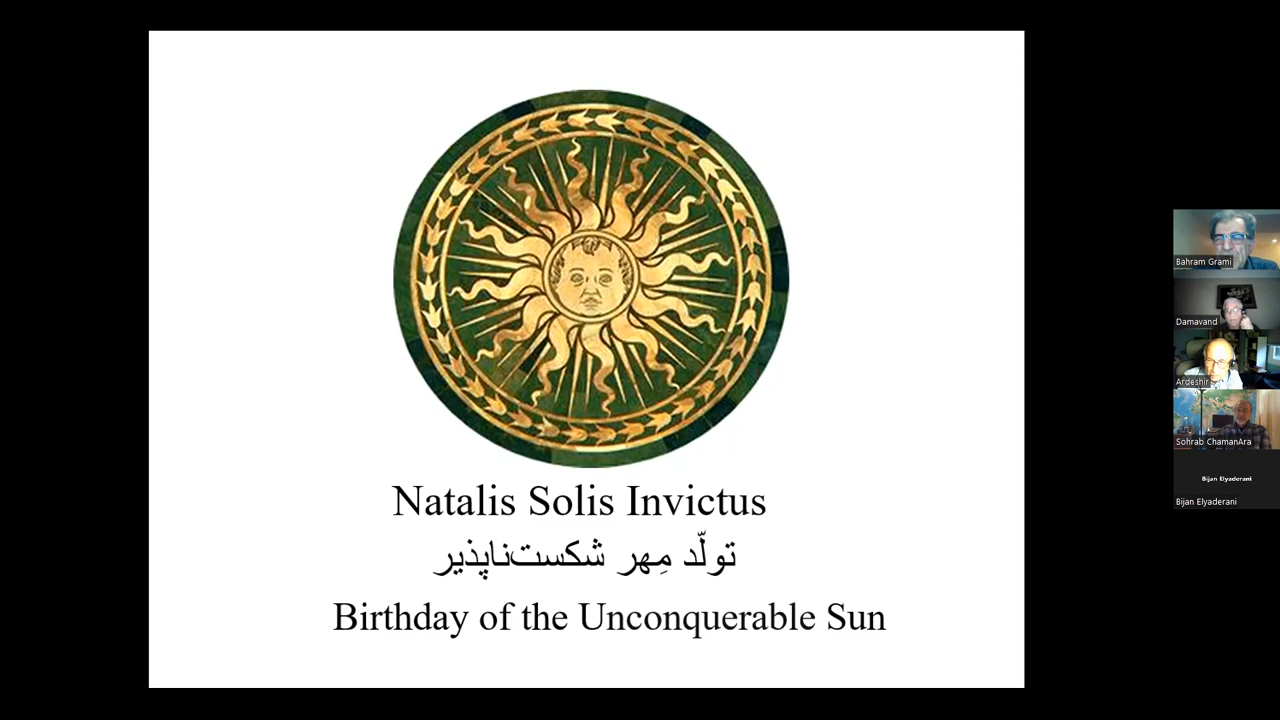 Natalis Solis Invictus
تولّد مِهر شکست‌ناپذیر
Birthday of the Unconquerable Sun
Bahram Grami
Damavand
Ardeshir
Sohrab ChamanAra
Bijan Elyaderani
Bijan Elyaderani